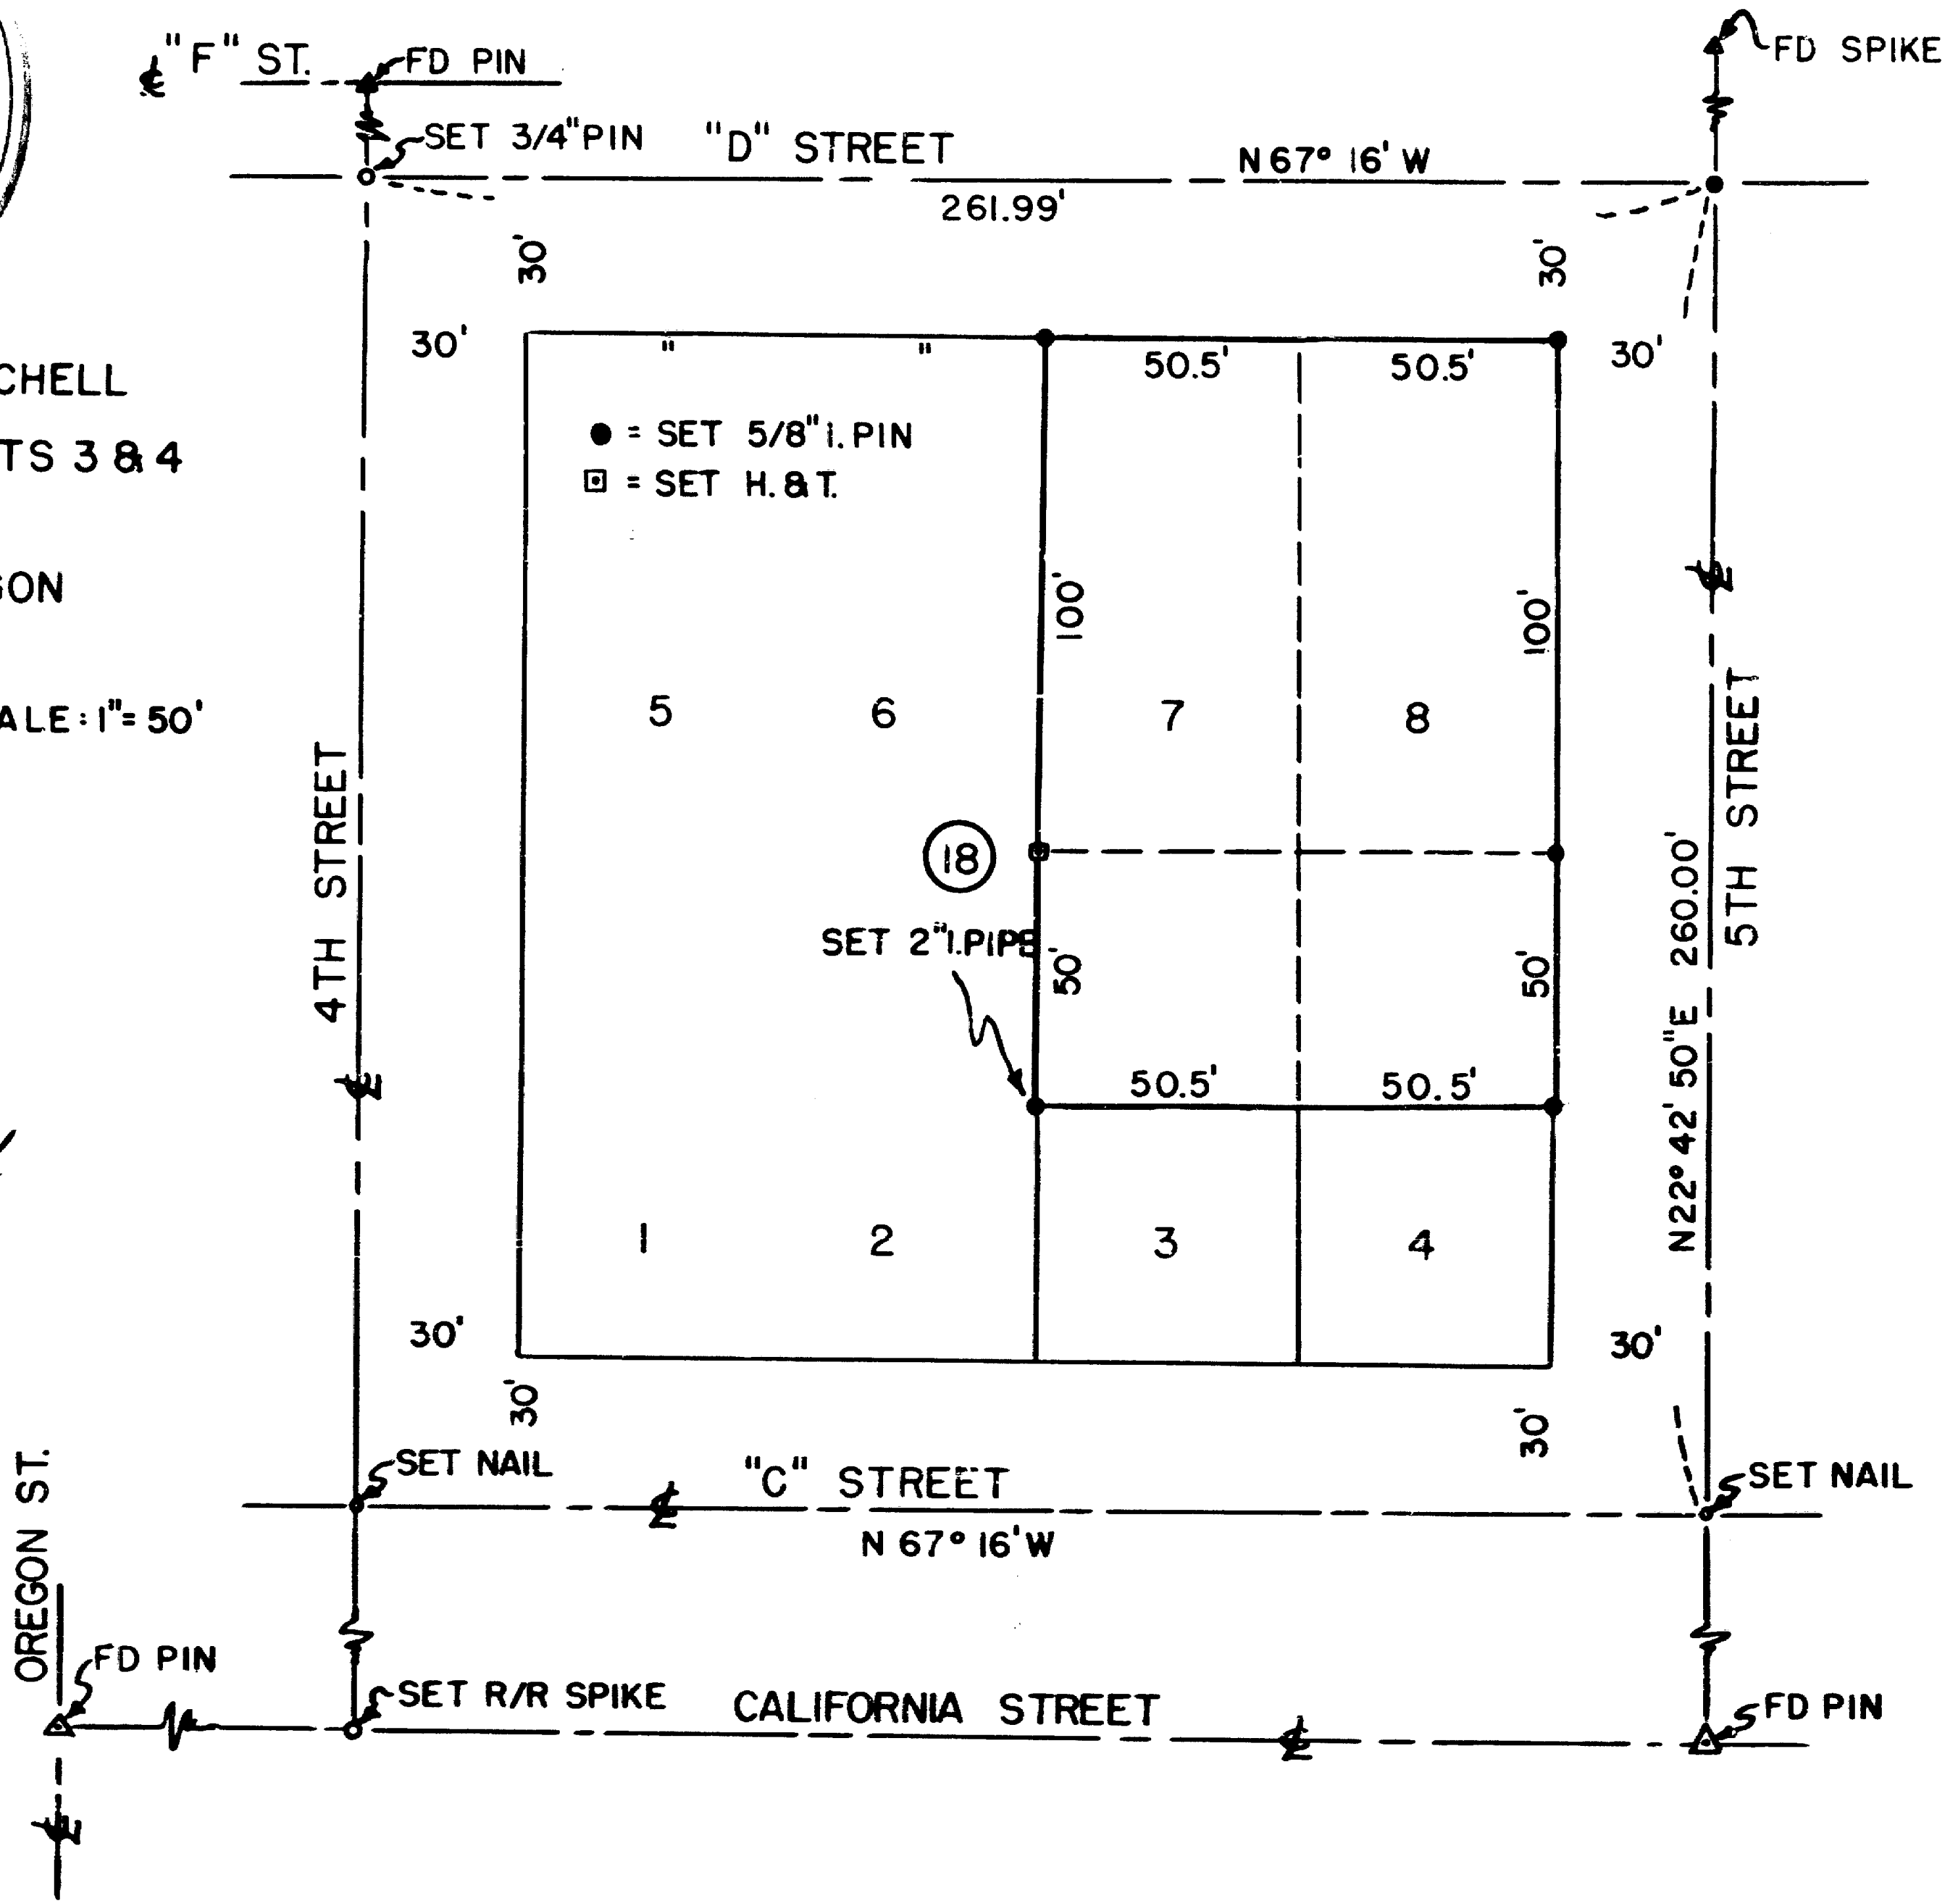 "F" ST.
FD PIN
FD SPIKE
SET 3/4" PIN
"D" STREET
N 67° 16' W
261.99'
30'
30'
30'
30'
" "
50.5'
50.5'
CHELL
TS 3 & 4
GON
ALE: 1"= 50'
● = SET 5/8" I. PIN
⊡ = SET H. & T.
100'
100'
5
6
7
8
4TH STREET
5TH STREET
N 22° 42' 50" E 260.00'
18
SET 2" I. PIPE
50'
50'
50.5'
50.5'
1
2
3
4
30'
30'
30'
30'
SET NAIL
"C" STREET
SET NAIL
N 67° 16' W
OREGON ST.
FD PIN
SET R/R SPIKE
CALIFORNIA STREET
FD PIN